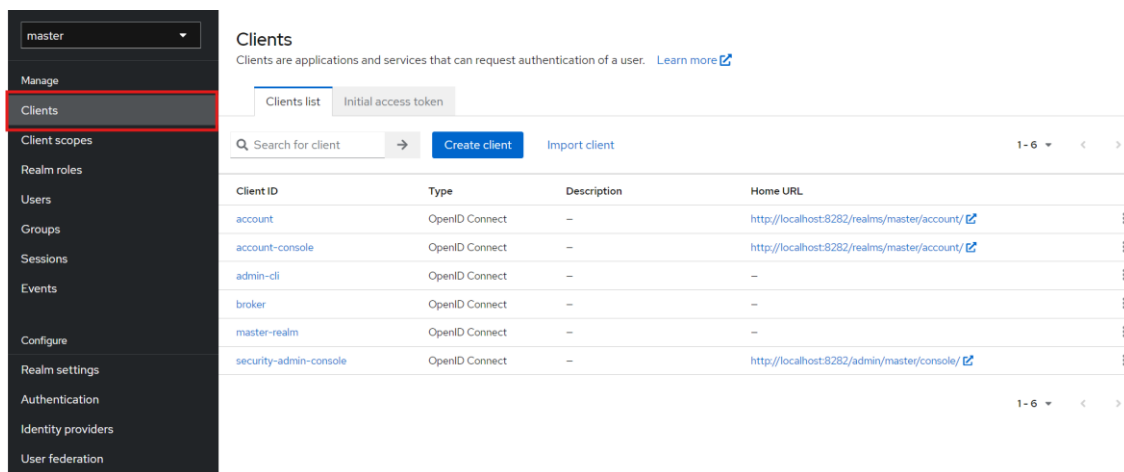 master
Manage
Clients
Client scopes
Realm roles
Users
Groups
Sessions
Events
Configure
Realm settings
Authentication
Identity providers
User federation
Clients
Clients are applications and services that can request authentication of a user. Learn more
Clients list Initial access token
Search for client Create client Import client 1-6
Client ID Type Description Home URL
account OpenID Connect – http://localhost:8282/realms/master/account/
account-console OpenID Connect – http://localhost:8282/realms/master/account/
admin-cli OpenID Connect – –
broker OpenID Connect – –
master-realm OpenID Connect – –
security-admin-console OpenID Connect – http://localhost:8282/admin/master/console/
1-6